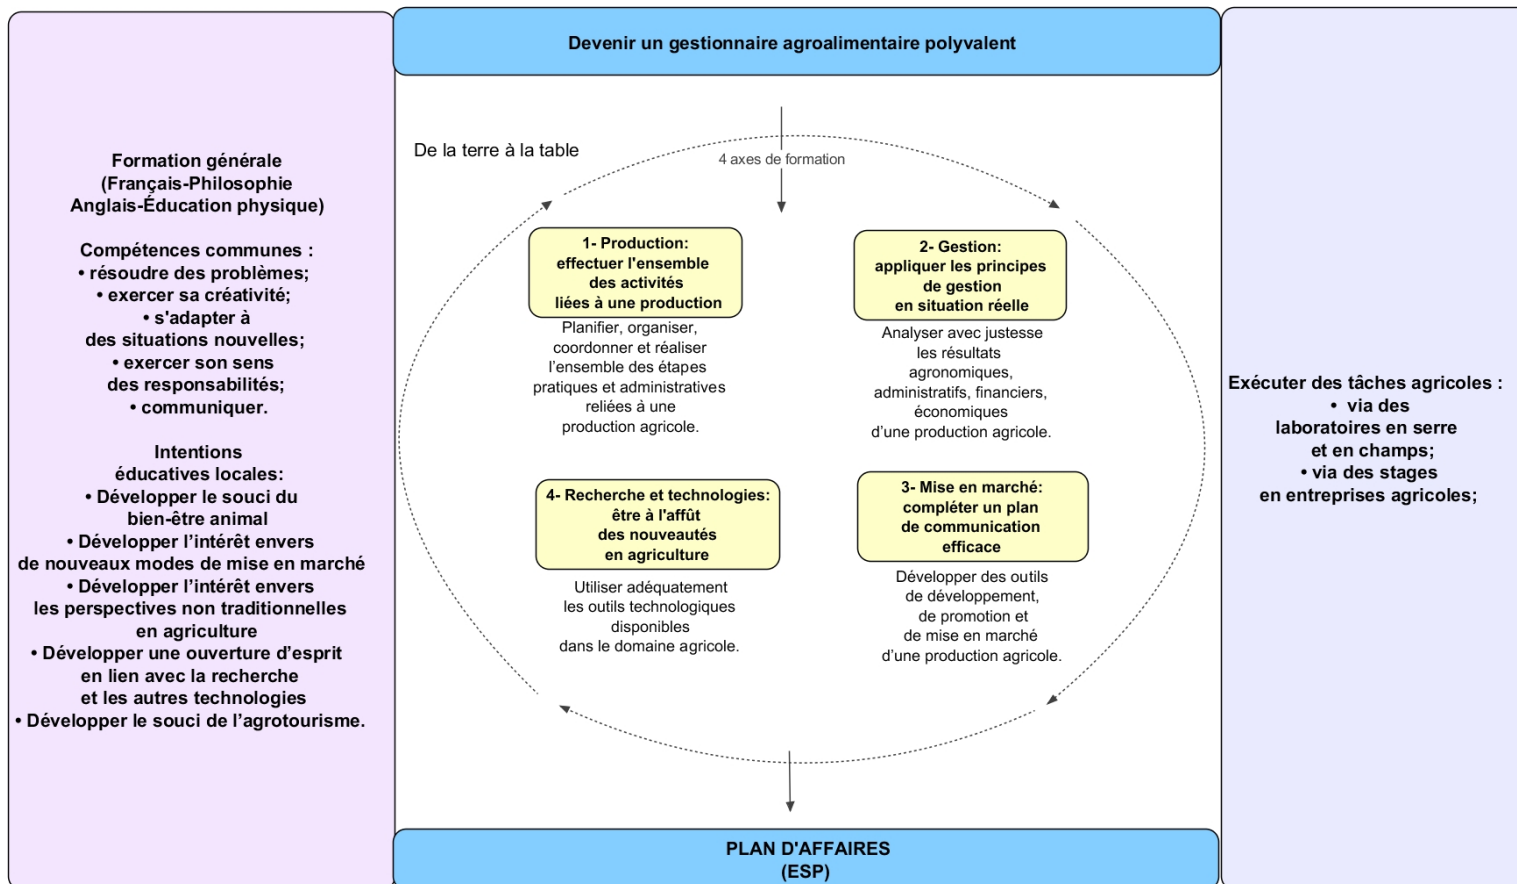 Devenir un gestionnaire agroalimentaire polyvalent
Formation générale
(Français-Philosophie
Anglais-Éducation physique)
Compétences communes :
• résoudre des problèmes;
• exercer sa créativité;
• s'adapter à
des situations nouvelles;
• exercer son sens
des responsabilités;
• communiquer.
Intentions
éducatives locales:
• Développer le souci du
bien-être animal
• Développer l’intérêt envers
de nouveaux modes de mise en marché
• Développer l’intérêt envers
les perspectives non traditionnelles
en agriculture
• Développer une ouverture d’esprit
en lien avec la recherche
et les autres technologies
• Développer le souci de l’agrotourisme.
De la terre à la table
4 axes de formation
1- Production:
effectuer l'ensemble
des activités
liées à une production
Planifier, organiser,
coordonner et réaliser
l’ensemble des étapes
pratiques et administratives
reliées à une
production agricole.
2- Gestion:
appliquer les principes
de gestion
en situation réelle
Analyser avec justesse
les résultats
agronomiques,
administratifs, financiers,
économiques
d’une production agricole.
4- Recherche et technologies:
être à l'affût
des nouveautés
en agriculture
Utiliser adéquatement
les outils technologiques
disponibles
dans le domaine agricole.
3- Mise en marché:
compléter un plan
de communication
efficace
Développer des outils
de développement,
de promotion et
de mise en marché
d’une production agricole.
Exécuter des tâches agricoles :
• via des
laboratoires en serre
et en champs;
• via des stages
en entreprises agricoles;
PLAN D'AFFAIRES
(ESP)